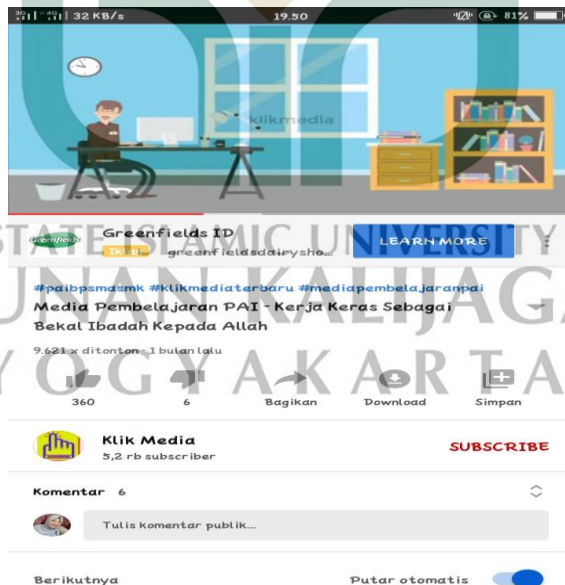 32 KB/s 19.50 81%
klikmedia
Greenfields Greenfields ID
greenfieldsdairysho... LEARN MORE
STATE ISLAMIC UNIVERSITY
#paibpsmasmk #klikmediaterbaru #mediapembelajaranpai
SUNAN KALIJAGA
Media Pembelajaran PAI - Kerja Keras Sebagai
Bekal Ibadah Kepada Allah
9.621 x ditonton · 1 bulan lalu
YOGYAKARTA
360 6 Bagikan Download Simpan
Klik Media
5,2 rb subscriber
SUBSCRIBE
Komentar 6
Tulis komentar publik...
Berikutnya Putar otomatis